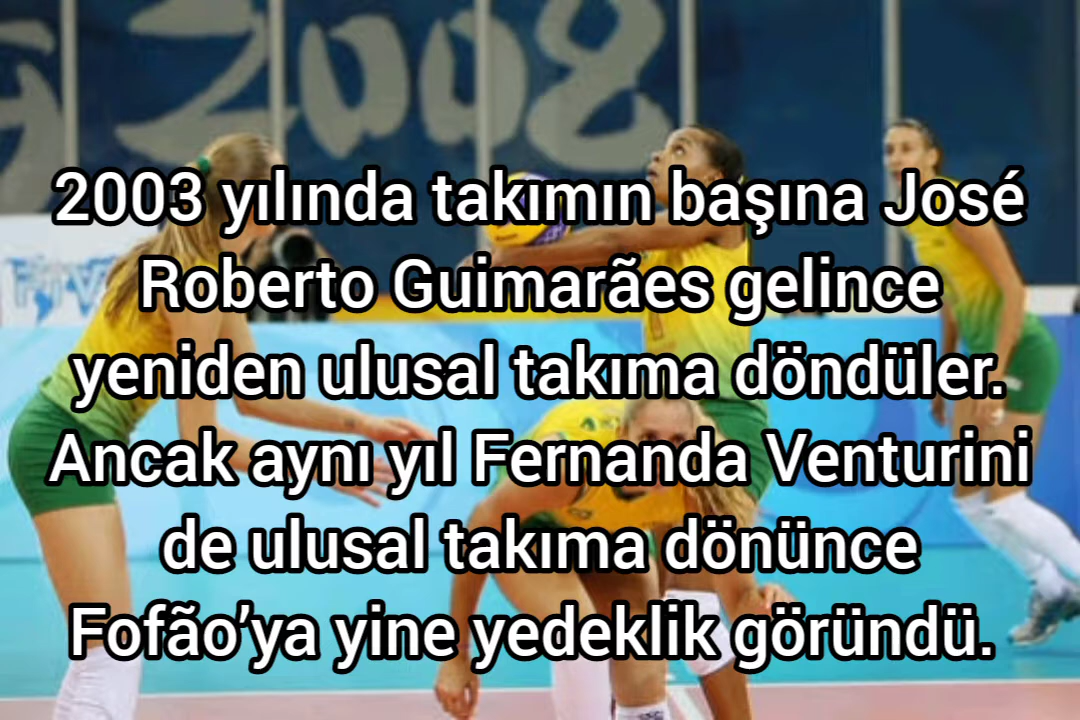 2008
2003 yılında takımın başına José
Roberto Guimarães gelince
yeniden ulusal takıma döndüler.
Ancak aynı yıl Fernanda Venturini
de ulusal takıma dönünce
Fofão’ya yine yedeklik göründü.